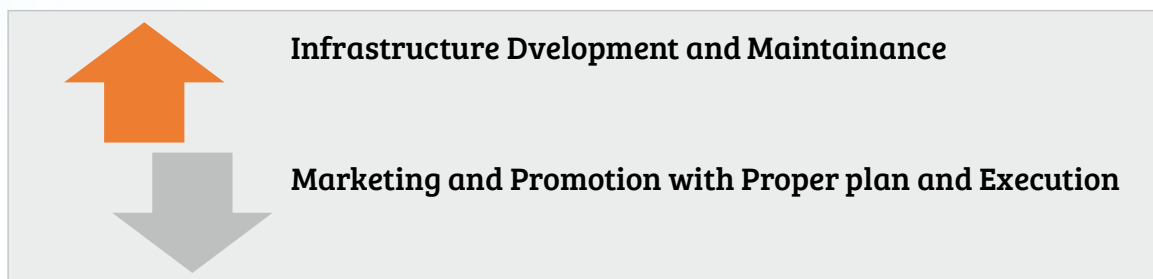 Infrastructure Dvelopment and Maintainance
Marketing and Promotion with Proper plan and Execution